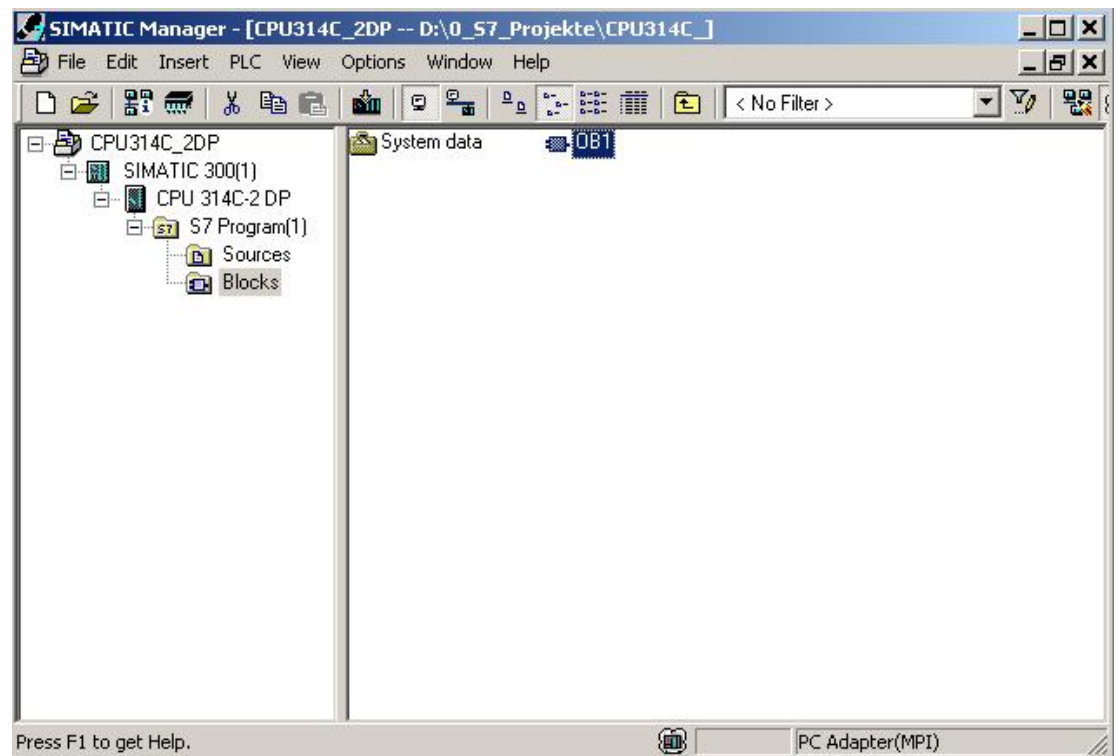 SIMATIC Manager - [CPU314C_2DP -- D:\0_S7_Projekte\CPU314C_]
File Edit Insert PLC View Options Window Help
< No Filter >
CPU314C_2DP
SIMATIC 300(1)
CPU 314C-2 DP
S7 Program(1)
Sources
Blocks
System data OB1
Press F1 to get Help. PC Adapter(MPI)